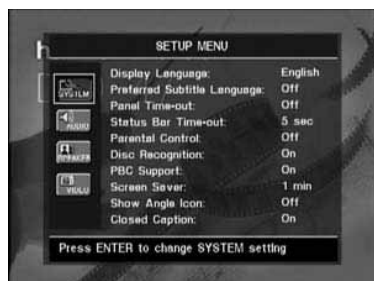 SETUP MENU
Display Language: English
Preferred Subtitle Language: Off
Panel Time-out: Off
Status Bar Time-out: 5 sec
Parental Control: Off
Disc Recognition: On
PBC Support: On
Screen Saver: 1 min
Show Angle Icon: Off
Closed Caption: On
SYSTEM
AUDIO
SPEAKER
VIDEO
Press ENTER to change SYSTEM setting